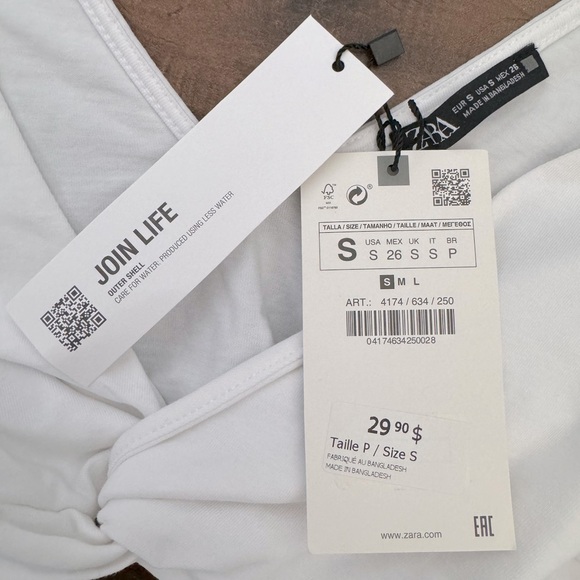 JOIN LIFE
OUTER SHELL
CARE FOR WATER: PRODUCED USING LESS WATER
ZARA
EUR S USA S MEX 26
MADE IN BANGLADESH
FSC
TALLA / SIZE / TAMANHO / TAILLE / MAAT / ΜΕΓΕΘΟΣ
S
USA MEX UK IT BR
S 26 S S P
S M L
ART.: 4174 / 634 / 250
04174634250028
29 90 $
Taille P / Size S
FABRIQUÉ AU BANGLADESH
MADE IN BANGLADESH
www.zara.com
EAC